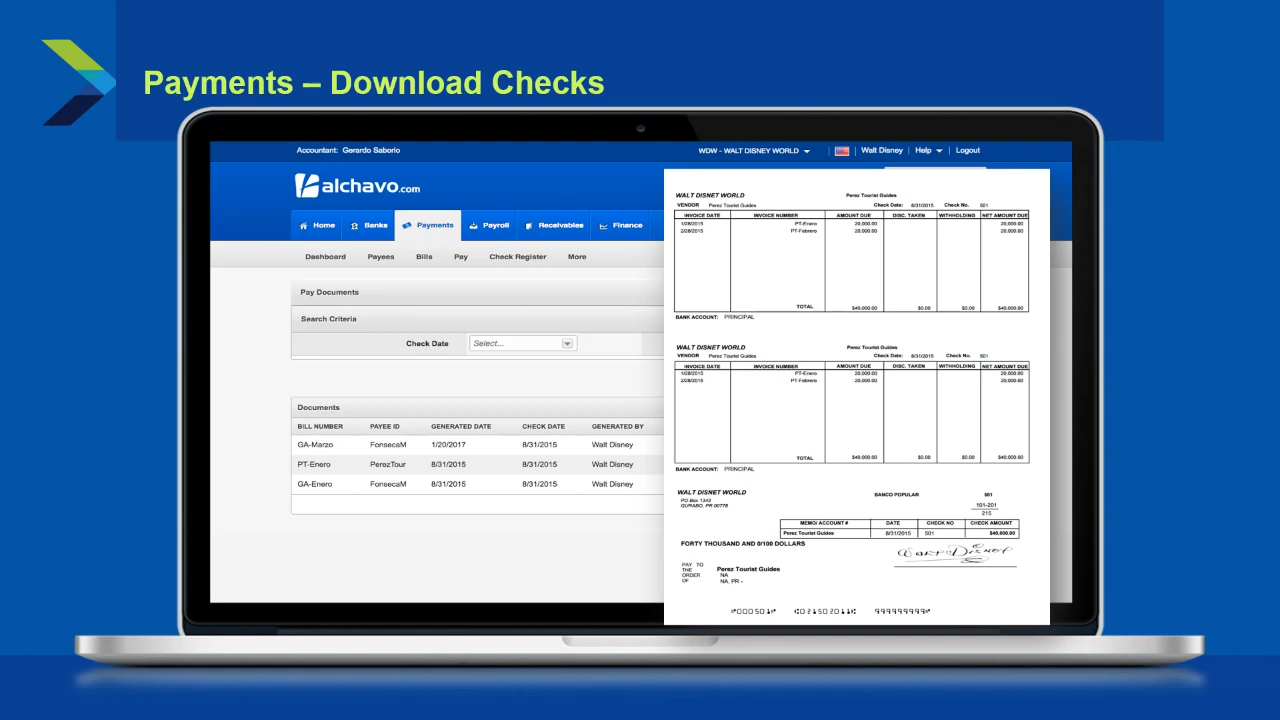 Payments – Download Checks
Accountant: Gerardo Saborio
WDW - WALT DISNEY WORLD | Walt Disney | Help | Logout
alchavo.com
Home Banks Payments Payroll Receivables Finance
Dashboard Payees Bills Pay Check Register More
Pay Documents
Search Criteria
Check Date Select...
Documents
BILL NUMBER PAYEE ID GENERATED DATE CHECK DATE GENERATED BY
GA-Marzo FonsecaM 1/20/2017 8/31/2015 Walt Disney
PT-Enero PerezTour 8/31/2015 8/31/2015 Walt Disney
GA-Enero FonsecaM 8/31/2015 8/31/2015 Walt Disney
WALT DISNET WORLD Perez Tourist Guides
VENDOR Perez Tourist Guides Check Date: 8/31/2015 Check No. 501
INVOICE DATE INVOICE NUMBER AMOUNT DUE DISC. TAKEN WITHHOLDING NET AMOUNT DUE
1/28/2015 PT-Enero 20,000.00 20,000.00
2/28/2015 PT-Febrero 20,000.00 20,000.00
TOTAL $40,000.00 $0.00 $0.00 $40,000.00
BANK ACCOUNT: PRINCIPAL
WALT DISNET WORLD Perez Tourist Guides
VENDOR Perez Tourist Guides Check Date: 8/31/2015 Check No. 501
INVOICE DATE INVOICE NUMBER AMOUNT DUE DISC. TAKEN WITHHOLDING NET AMOUNT DUE
1/28/2015 PT-Enero 20,000.00 20,000.00
2/28/2015 PT-Febrero 20,000.00 20,000.00
TOTAL $40,000.00 $0.00 $0.00 $40,000.00
BANK ACCOUNT: PRINCIPAL
WALT DISNET WORLD BANCO POPULAR 501
PO Box 1343
GURABO, PR 00778
101-201
215
MEMO/ ACCOUNT # DATE CHECK NO CHECK AMOUNT
Perez Tourist Guides 8/31/2015 501 $40,000.00
FORTY THOUSAND AND 0/100 DOLLARS
Walt Disney
PAY TO
THE
ORDER
OF
Perez Tourist Guides
NA
NA, PR -
⑈000501⑈ ⑆021502011⑆ 999999999⑈